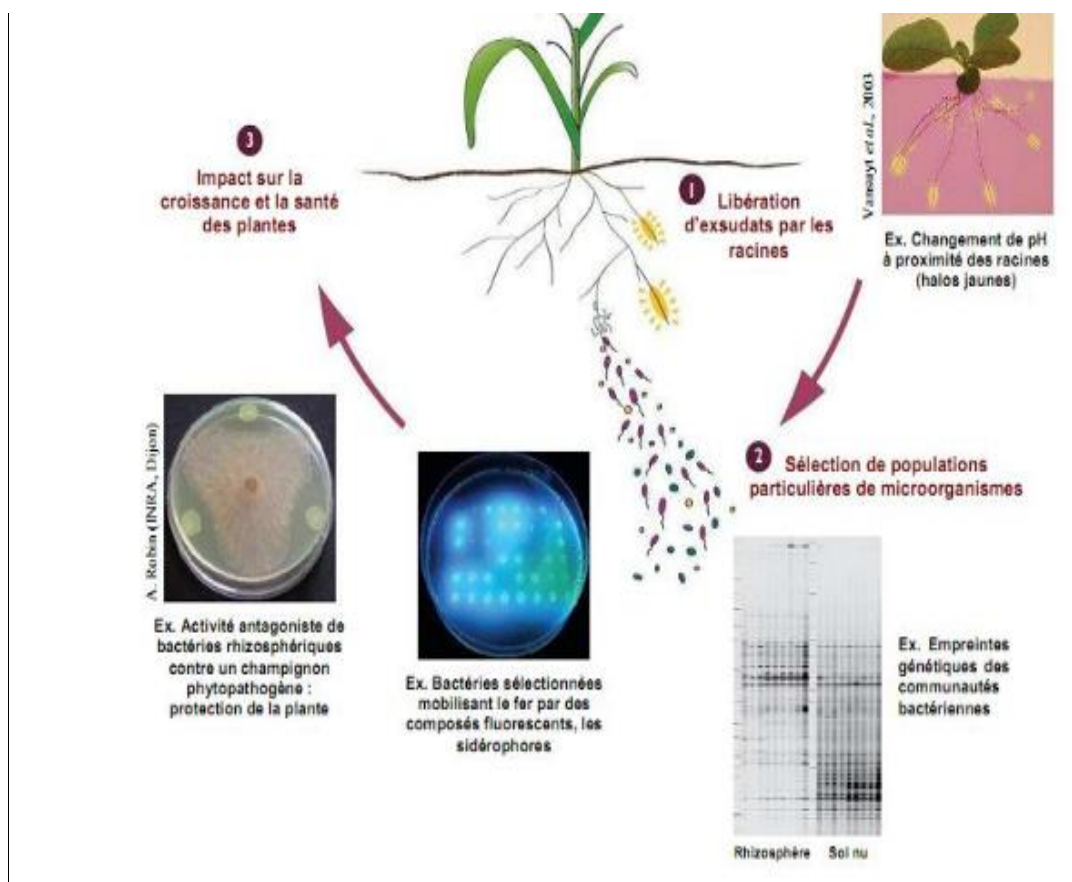 3
Impact sur la
croissance et la santé
des plantes
1
Libération
d'exsudats par les
racines
Vansuyt et al., 2003
Ex. Changement de pH
à proximité des racines
(halos jaunes)
2
Sélection de populations
particulières de microorganismes
A. Robin (INRA, Dijon)
Ex. Activité antagoniste de
bactéries rhizosphériques
contre un champignon
phytopathogène :
protection de la plante
Ex. Bactéries sélectionnées
mobilisant le fer par des
composés fluorescents, les
sidérophores
Ex. Empreintes
génétiques des
communautés
bactériennes
Rhizosphère Sol nu